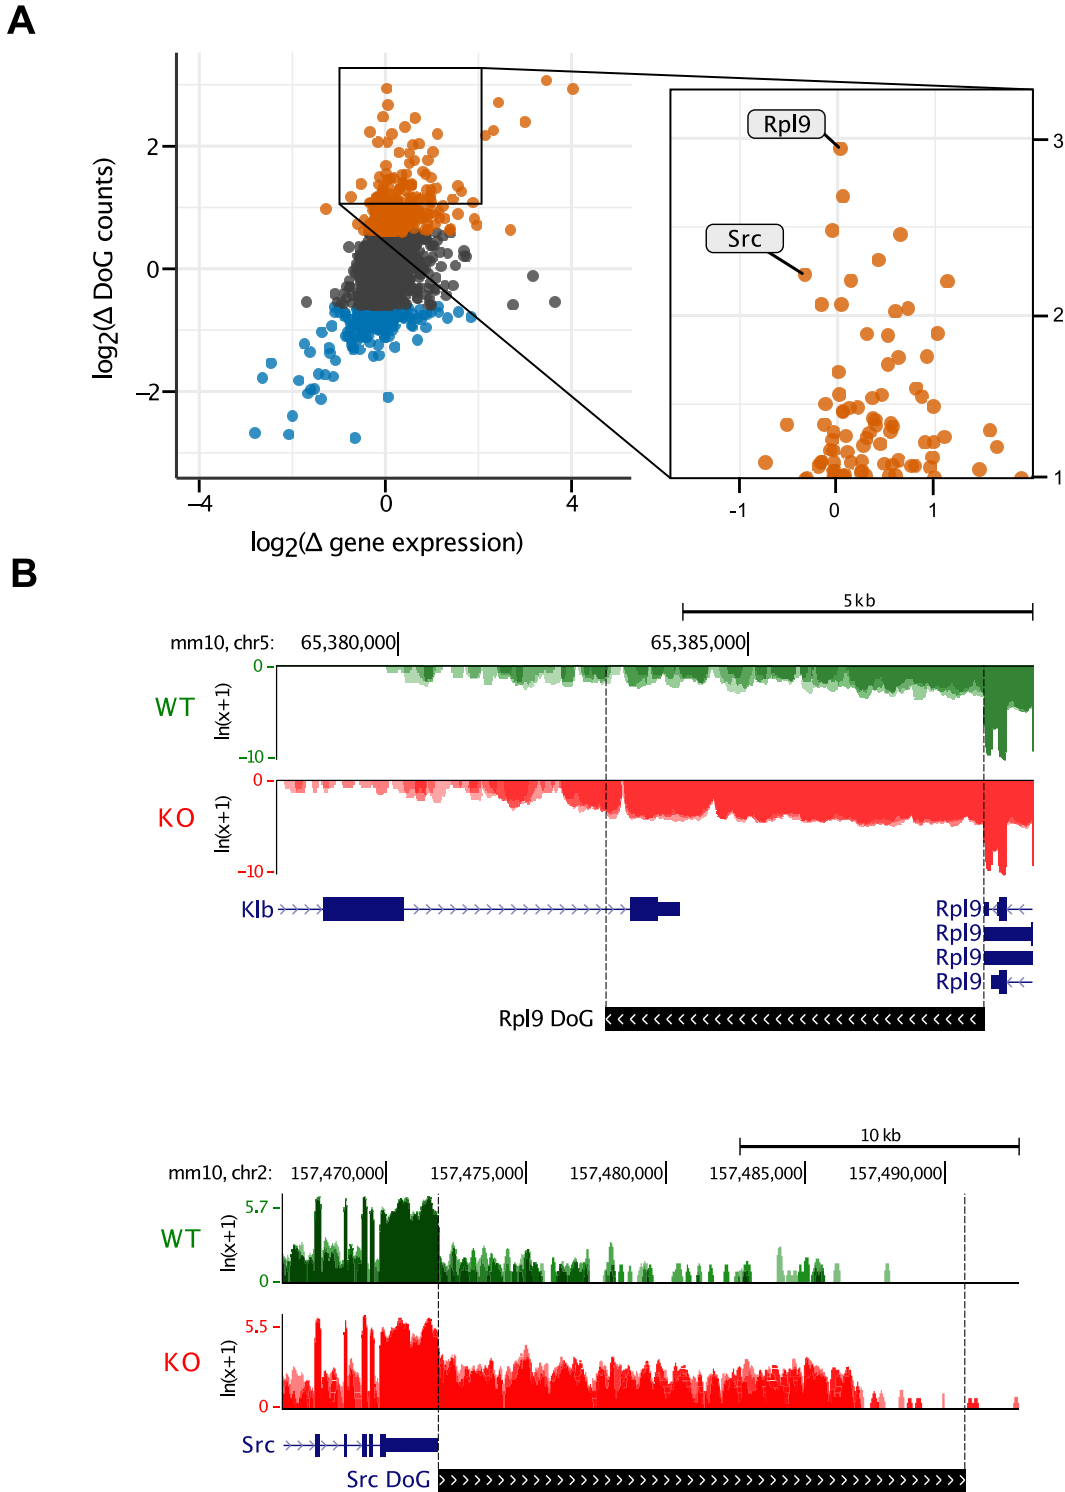 A
log2(Δ DoG counts)
2
0
−2
−4
0
4
log2(Δ gene expression)
Rpl9
Src
3
2
1
-1
0
1
B
5kb
mm10, chr5:
65,380,000
65,385,000
WT
ln(x+1)
0
−10
KO
ln(x+1)
0
−10
Klb
Rpl9
Rpl9
Rpl9
Rpl9
Rpl9 DoG
10 kb
mm10, chr2:
157,470,000
157,475,000
157,480,000
157,485,000
157,490,000
WT
ln(x+1)
5.7
0
KO
ln(x+1)
5.5
0
Src
Src DoG